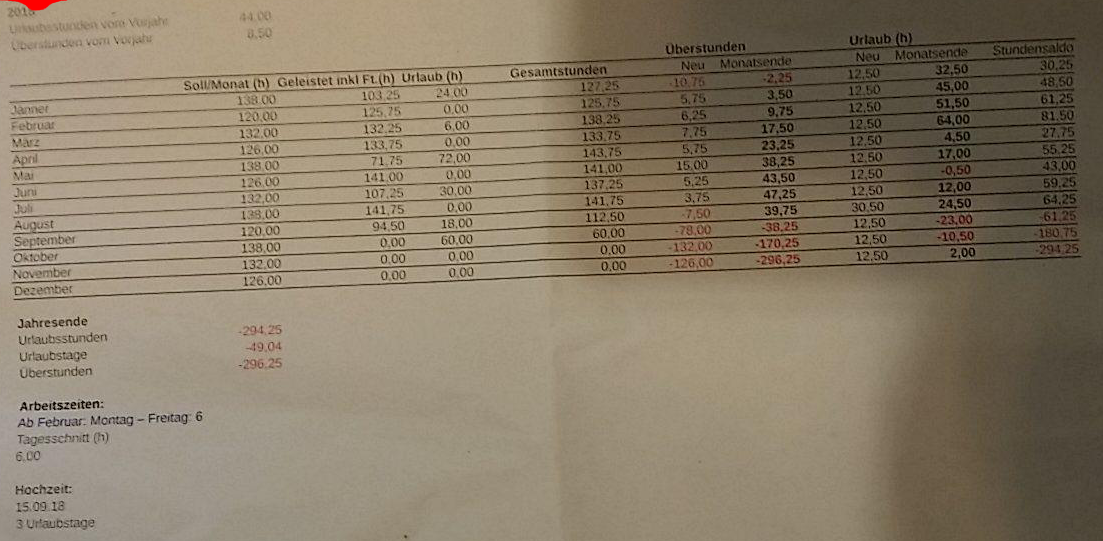 Urlaubsstunden vom Vorjahr 44,00
Überstunden vom Vorjahr 8,50
Überstunden Urlaub (h)
Soll/Monat (h) Geleistet inkl Ft.(h) Urlaub (h) Gesamtstunden Neu Monatsende Neu Monatsende Stundensaldo
Jänner 138,00 103,25 24,00 127,25 -10,75 -2,25 12,50 32,50 30,25
Februar 120,00 125,75 0,00 125,75 5,75 3,50 12,50 45,00 48,50
März 132,00 132,25 6,00 138,25 6,25 9,75 12,50 51,50 61,25
April 126,00 133,75 0,00 133,75 7,75 17,50 12,50 64,00 81,50
Mai 138,00 71,75 72,00 143,75 5,75 23,25 12,50 4,50 27,75
Juni 126,00 141,00 0,00 141,00 15,00 38,25 12,50 17,00 55,25
Juli 132,00 107,25 30,00 137,25 5,25 43,50 12,50 -0,50 43,00
August 138,00 141,75 0,00 141,75 3,75 47,25 12,50 12,00 59,25
September 120,00 94,50 18,00 112,50 -7,50 39,75 30,50 24,50 64,25
Oktober 138,00 0,00 60,00 60,00 -78,00 -38,25 12,50 -23,00 -61,25
November 132,00 0,00 0,00 0,00 -132,00 -170,25 12,50 -10,50 -180,75
Dezember 126,00 0,00 0,00 0,00 -126,00 -296,25 12,50 2,00 -294,25
Jahresende
Urlaubsstunden -294,25
Urlaubstage -49,04
Überstunden -296,25
Arbeitszeiten:
Ab Februar: Montag – Freitag: 6
Tagesschnitt (h)
6,00
Hochzeit:
15.09.18
3 Urlaubstage